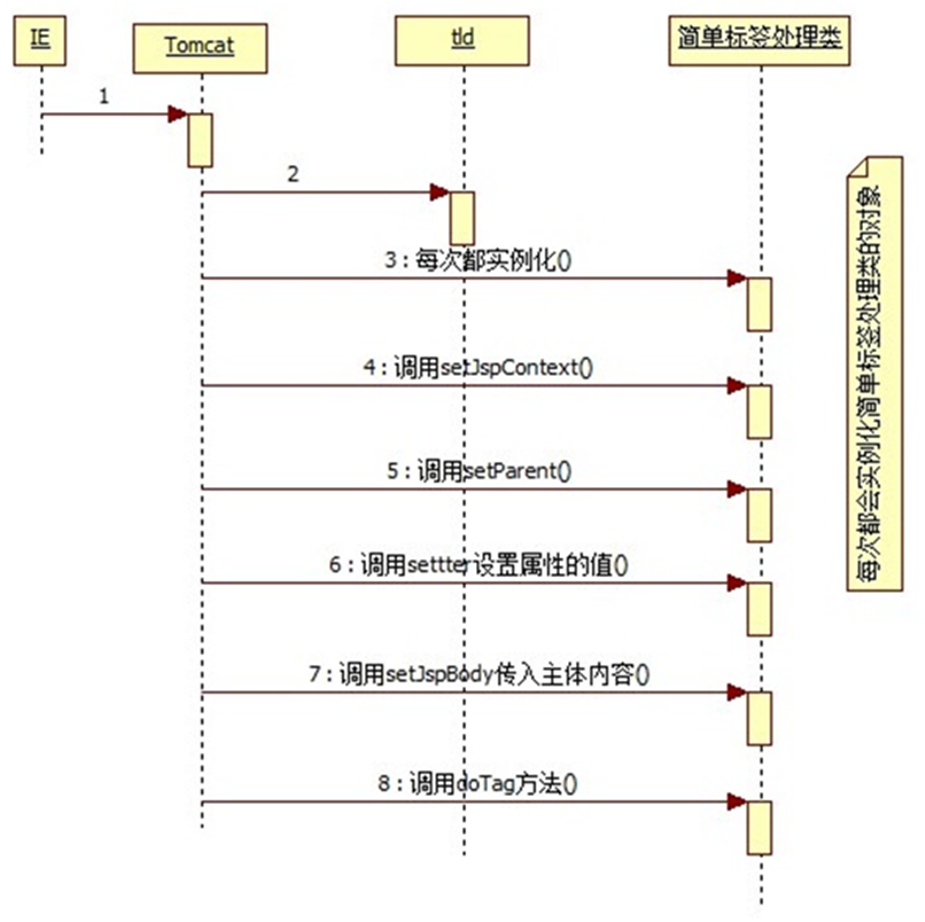 IE
Tomcat
tld
简单标签处理类
1
2
3 : 每次都实例化()
4 : 调用setJspContext()
5 : 调用setParent()
6 : 调用settter设置属性的值()
7 : 调用setJspBody传入主体内容()
8 : 调用doTag方法()
每次都会实例化简单标签处理类的对象